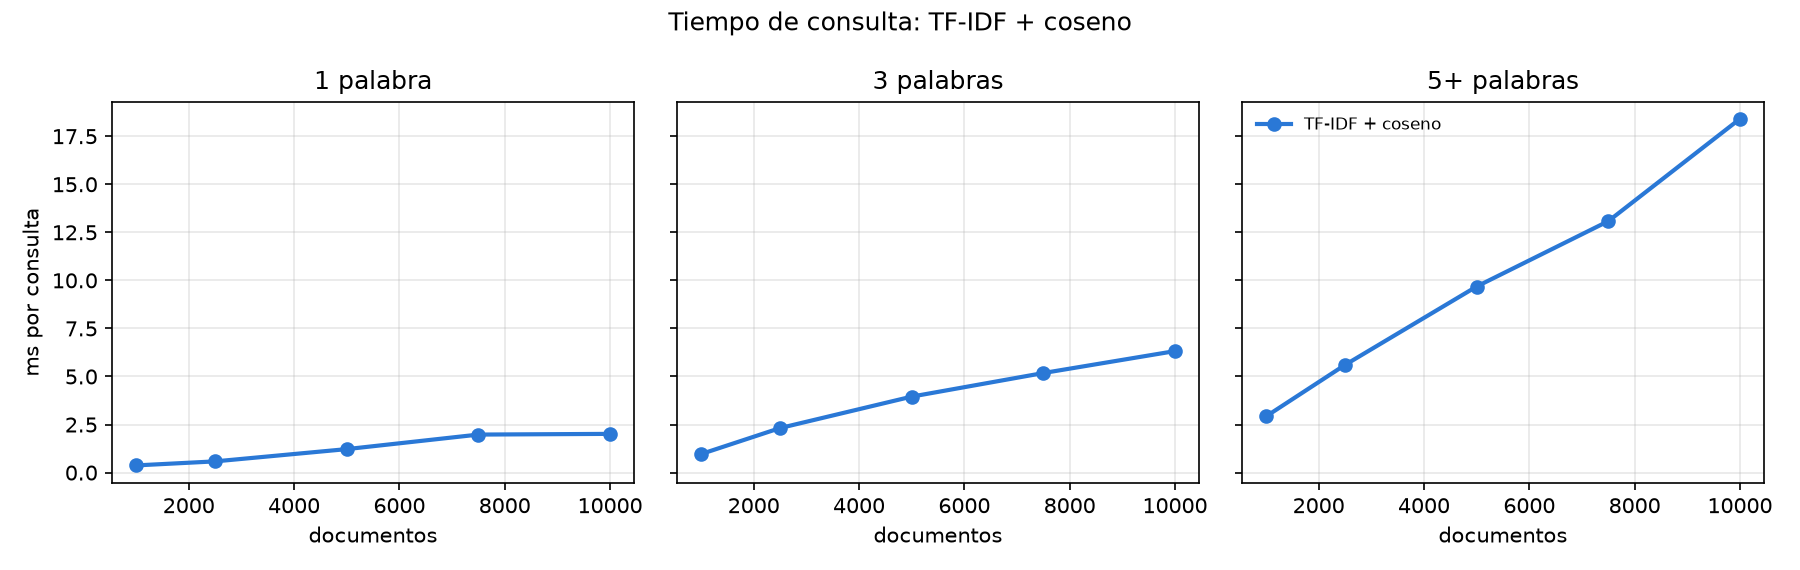 Tiempo de consulta: TF-IDF + coseno
1 palabra
3 palabras
5+ palabras
TF-IDF + coseno
ms por consulta
17.5
15.0
12.5
10.0
7.5
5.0
2.5
0.0
2000 4000 6000 8000 10000
2000 4000 6000 8000 10000
2000 4000 6000 8000 10000
documentos
documentos
documentos